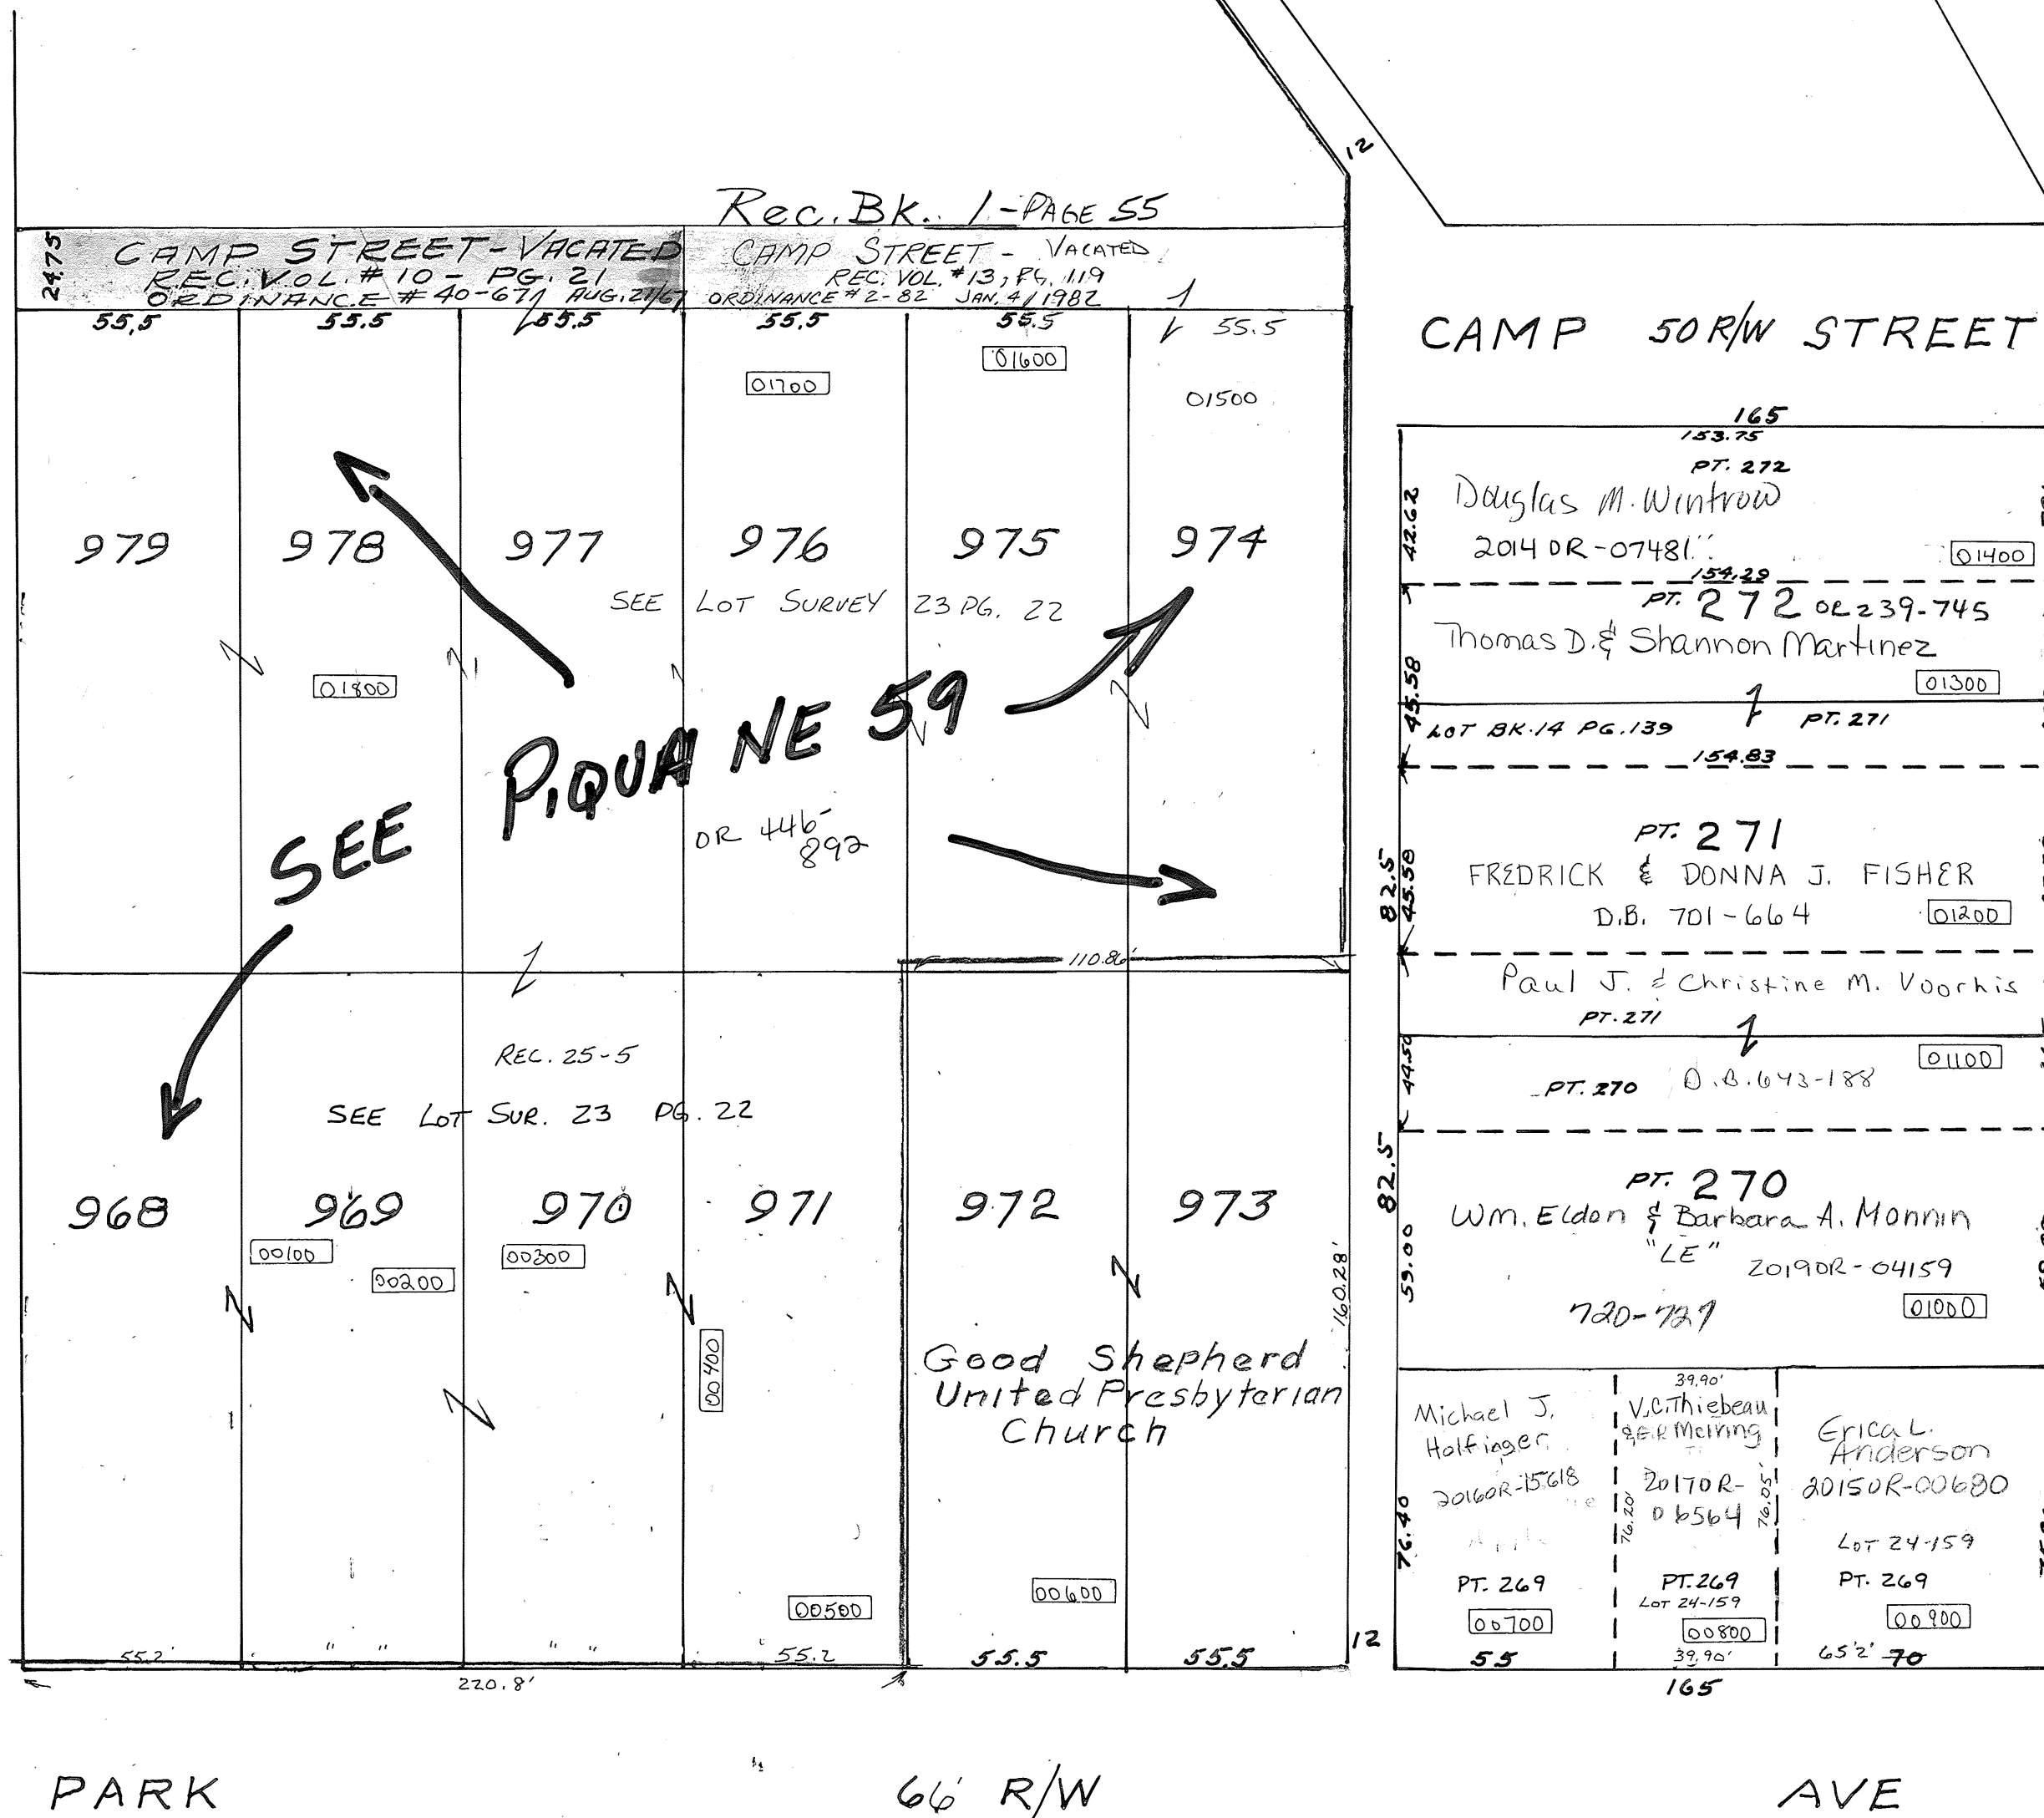 12
Rec. Bk. 1-PAGE 55
24.75
CAMP STREET-VACATED
REC. VOL. # 10 - PG. 21
ORDINANCE # 40-67 AUG. 21/67
CAMP STREET - VACATED
REC. VOL. #13, PG. 119
ORDINANCE #2-82 JAN. 4/1982
55.5
55.5
55.5
55.5
55.5
55.5
01700
01600
01500
979
978
977
976
975
974
SEE LOT SURVEY 23 PG. 22
01800
SEE PIQUA NE 59
OR 446-
892
110.86'
REC. 25-5
SEE LOT SUR. 23 PG. 22
968
969
970
971
972
973
00100
00200
00300
00400
160.28'
Good Shepherd
United Presbyterian
Church
00500
00600
55.2'
" "
" "
55.2
55.5
55.5
12
220.8'
CAMP 50 R/W STREET
165
153.75
PT. 272
42.62
Douglas M. Wintrow
2014 OR-07481
01400
154.29
PT. 272 OR 239-745
Thomas D. & Shannon Martinez
01300
45.58
LOT BK. 14 PG. 139
PT. 271
154.83
82.5
45.58
PT. 271
FREDRICK & DONNA J. FISHER
D.B. 701-664
01200
Paul J. & Christine M. Voorhis
PT. 271
44.50
01100
PT. 270 D.B. 643-188
82.5
PT. 270
Wm. Eldon & Barbara A. Monnin
"LE"
2019OR-04159
59.00
720-727
01000
76.40
Michael J.
Holfinger
2016OR-15618
PT. 269
00700
55
39.90'
V.C. Thiebeau
2017OR-
06564
76.20'
76.05'
PT. 269
LOT 24-159
00800
39.90'
Erica L.
Anderson
2015OR-00680
LOT 24-159
PT. 269
00900
65'2' 70
165
PARK 66' R/W AVE